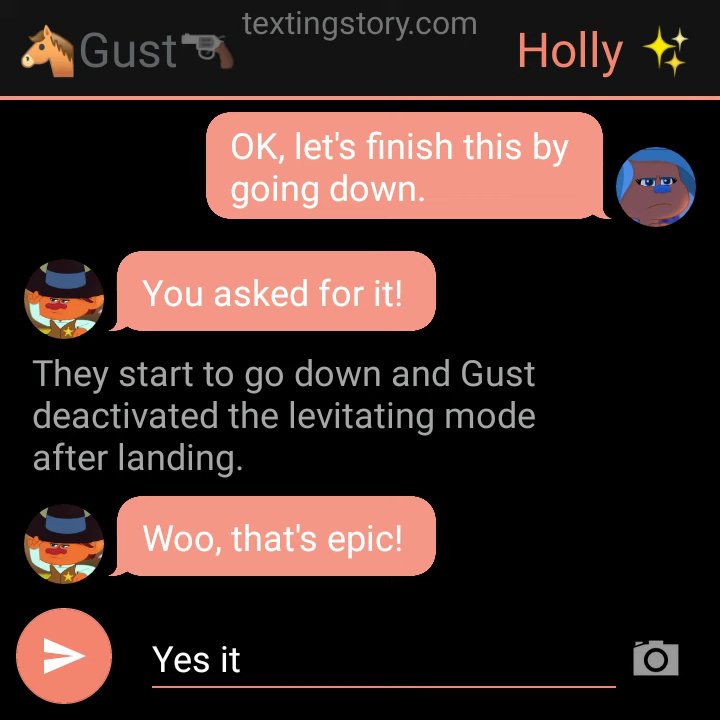 textingstory.com
🐴Gust🔫
Holly ✨
OK, let's finish this by
going down.
You asked for it!
They start to go down and Gust
deactivated the levitating mode
after landing.
Woo, that's epic!
Yes it